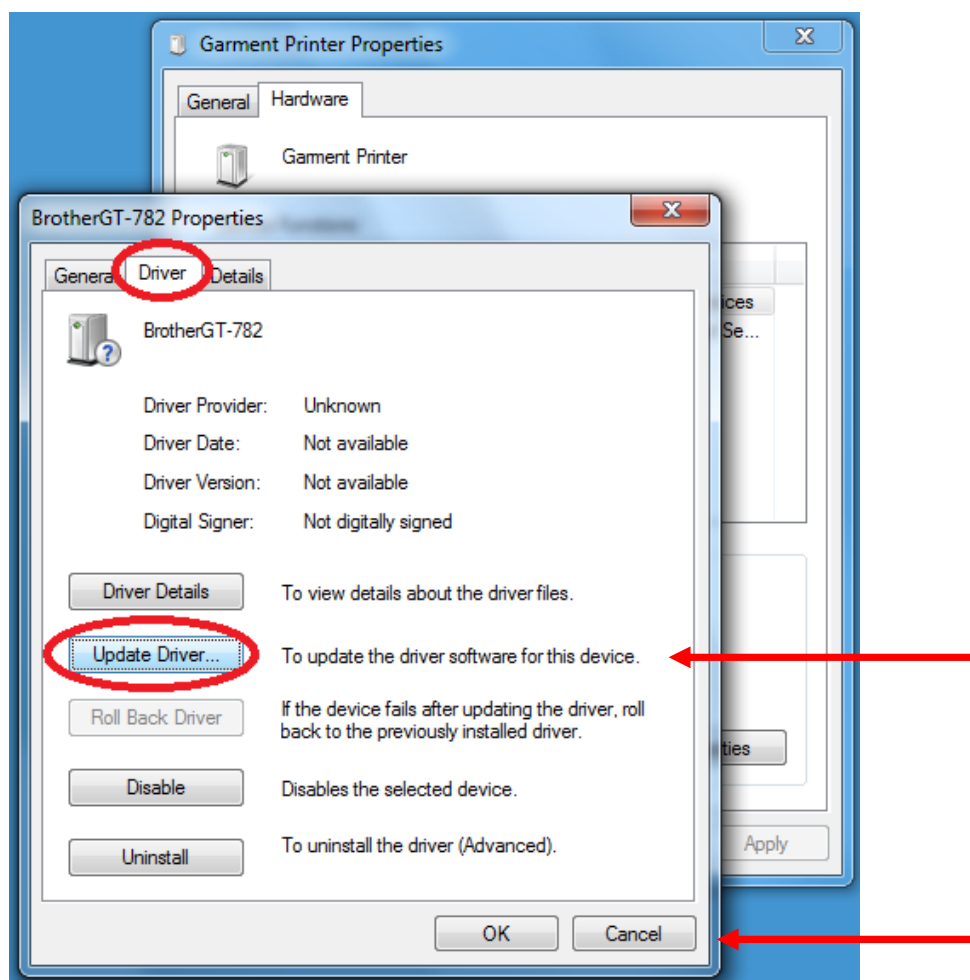 Garment Printer Properties
General Hardware
Garment Printer
BrotherGT-782 Properties
General Driver Details
ices
BrotherGT-782
Se...
Driver Provider: Unknown
Driver Date: Not available
Driver Version: Not available
Digital Signer: Not digitally signed
Driver Details To view details about the driver files.
Update Driver... To update the driver software for this device.
Roll Back Driver If the device fails after updating the driver, roll
back to the previously installed driver.
ties
Disable Disables the selected device.
Uninstall To uninstall the driver (Advanced).
Apply
OK Cancel